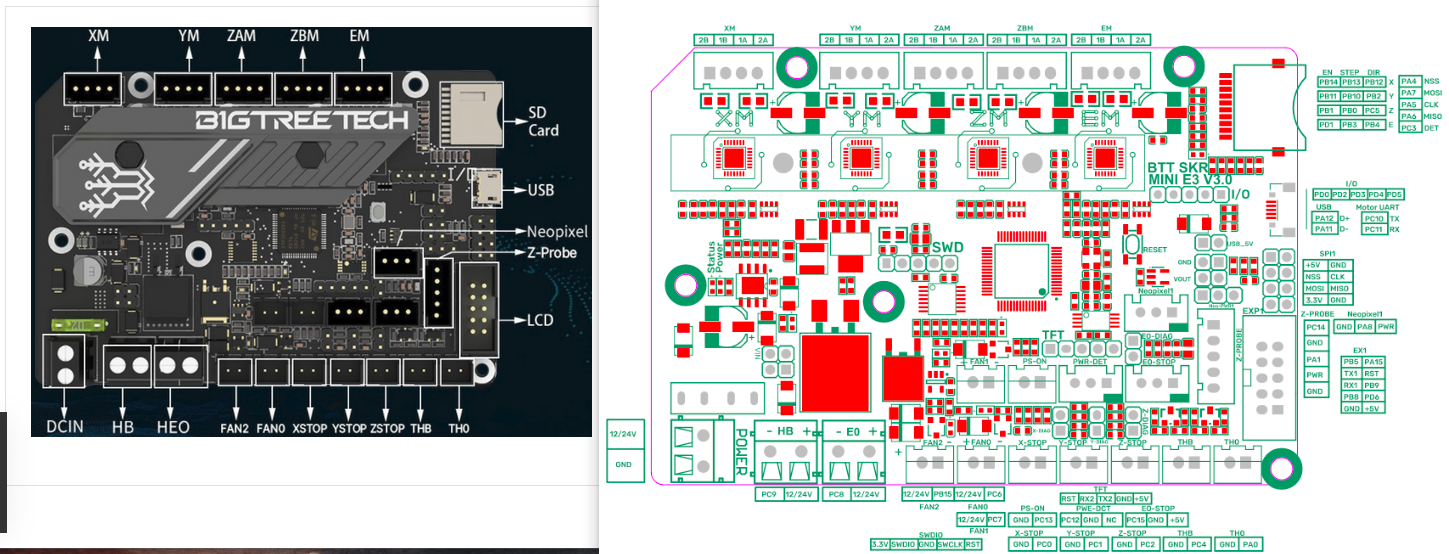 XM YM ZAM ZBM EM
B1GTREETECH
SD
Card
I/O
USB
Neopixel
Z-Probe
LCD
DCIN HB HEO FAN2 FAN0 XSTOP YSTOP ZSTOP THB TH0
XM YM ZAM ZBM EM
2B 1B 1A 2A 2B 1B 1A 2A 2B 1B 1A 2A 2B 1B 1A 2A 2B 1B 1A 2A
EN STEP DIR
PB14 PB13 PB12 X PA4 NSS
PA7 MOSI
PB11 PB10 PB2 Y PA5 CLK
PB1 PB0 PC5 Z PA6 MISO
PD1 PB3 PB4 E PC3 DET
XM YM ZM EM
BTT SKR
MINI E3 V3.0
I/O
I/O
PD0 PD2 PD3 PD4 PD5
USB Motor UART
PA12 D+ PC10 TX
PA11 D- PC11 RX
Status
Power
SWD
RESET
USB_5V
GND
VOUT
SPI1
+5V GND
NSS CLK
MOSI MISO
3.3V GND
Neopixel1
EXP1
Z-PROBE Neopixel1
PC14 GND PA8 PWR
GND
PA1
PWR
GND
EX1
PB5 PA15
TX1 RST
RX1 PB9
PB8 PD6
GND +5V
TFT
E0-DIAG
Z-PROBE
VIN
FAN1 PS-ON PWR-DET E0-STOP
12/24V
GND
POWER
- HB +
- E0 +
Z-DIAG
FAN2 FAN0 X-STOP Y-STOP Z-STOP THB TH0
PC9 12/24V PC8 12/24V 12/24V PB15 12/24V PC6
FAN2 FAN0
TFT
RST RX2 TX2 GND +5V
PS-ON PWE-DCT E0-STOP
12/24V PC7 GND PC13 PC12 GND NC PC15 GND +5V
FAN1
X-STOP Y-STOP Z-STOP THB TH0
SWDIO
3.3V SWDIO GND SWCLK RST GND PC0 GND PC1 GND PC2 GND PC4 GND PA0